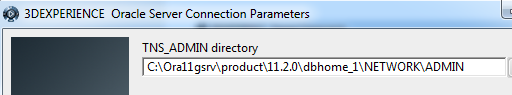 3DEXPERIENCE Oracle Server Connection Parameters
TNS_ADMIN directory
C:\Ora11gsrv\product\11.2.0\dbhome_1\NETWORK\ADMIN